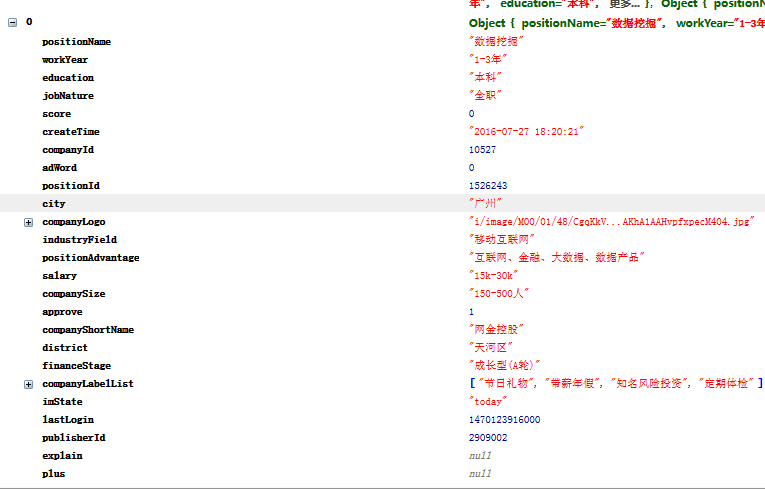 年", education="本科", 更多... }, Object { position
0 Object { positionName="数据挖掘", workYear="1-3年
positionName "数据挖掘"
workYear "1-3年"
education "本科"
jobNature "全职"
score 0
createTime "2016-07-27 18:20:21"
companyId 10527
adWord 0
positionId 1526243
city "广州"
companyLogo "i/image/M00/01/48/CgqKkV...AKhA1AAHvpfxpecM404.jpg"
industryField "移动互联网"
positionAdvantage "互联网、金融、大数据、数据产品"
salary "15k-30k"
companySize "150-500人"
approve 1
companyShortName "网金控股"
district "天河区"
financeStage "成长型(A轮)"
companyLabelList [ "节日礼物", "带薪年假", "知名风险投资", "定期体检" ]
imState "today"
lastLogin 1470123916000
publisherId 2909002
explain null
plus null